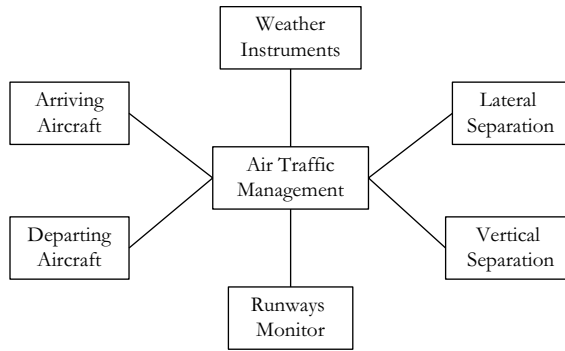 Weather
Instruments
Arriving
Aircraft
Lateral
Separation
Air Traffic
Management
Departing
Aircraft
Vertical
Separation
Runways
Monitor